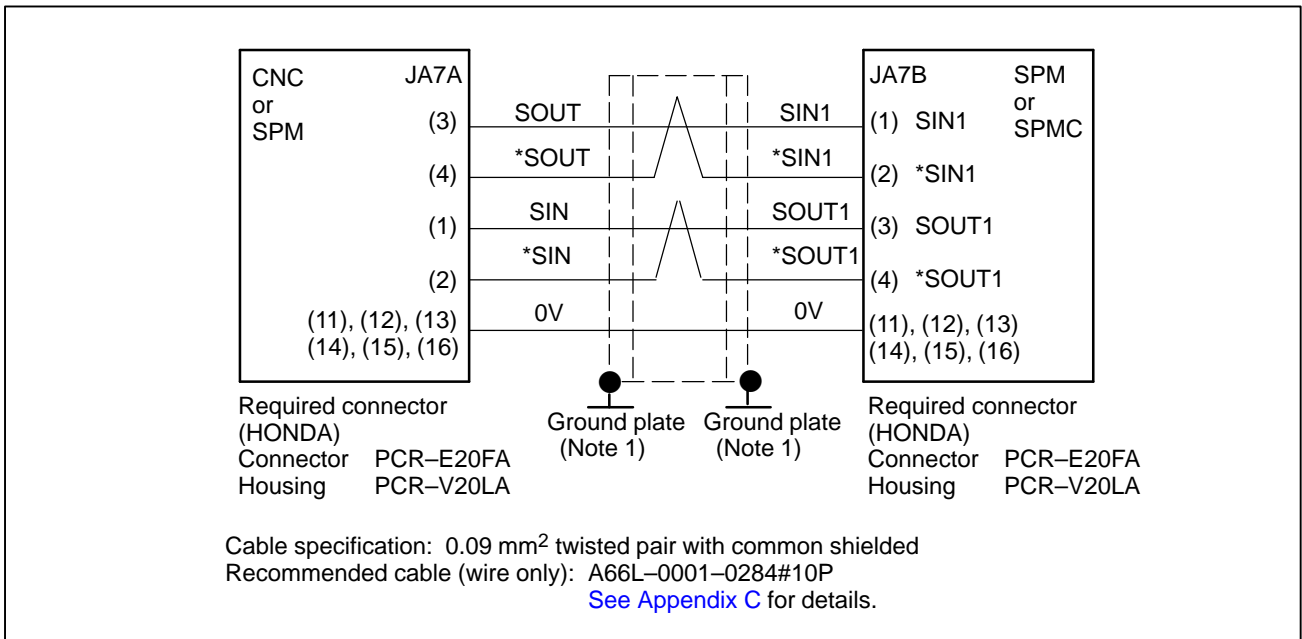 CNC
or
SPM
JA7A
(3)
(4)
(1)
(2)
(11), (12), (13)
(14), (15), (16)
SOUT
*SOUT
SIN
*SIN
0V
SIN1
*SIN1
SOUT1
*SOUT1
0V
JA7B
SPM
or
SPMC
(1) SIN1
(2) *SIN1
(3) SOUT1
(4) *SOUT1
(11), (12), (13)
(14), (15), (16)
Required connector
(HONDA)
Connector PCR–E20FA
Housing PCR–V20LA
Ground plate
(Note 1)
Ground plate
(Note 1)
Required connector
(HONDA)
Connector PCR–E20FA
Housing PCR–V20LA
Cable specification: 0.09 mm² twisted pair with common shielded
Recommended cable (wire only): A66L–0001–0284#10P
See Appendix C for details.